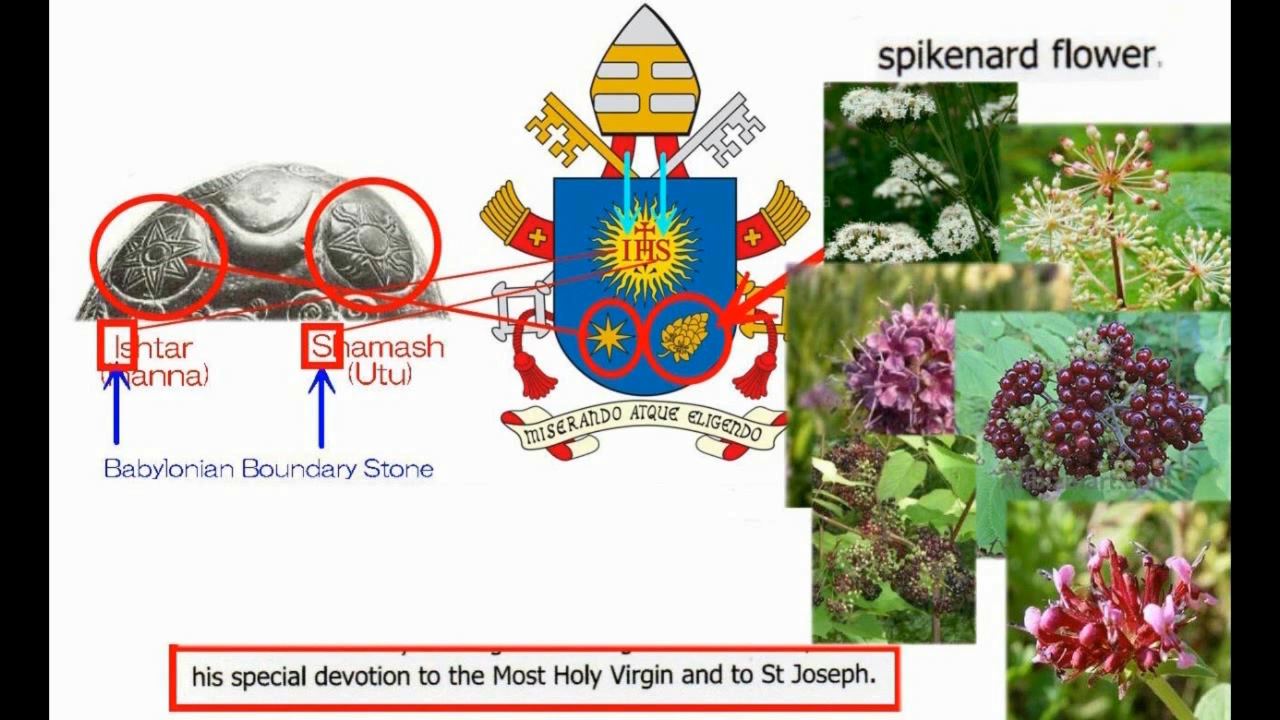 spikenard flower.
IHS
Ishtar
(Inanna)
Shamash
(Utu)
MISERANDO ATQUE ELIGENDO
Babylonian Boundary Stone
his special devotion to the Most Holy Virgin and to St Joseph.